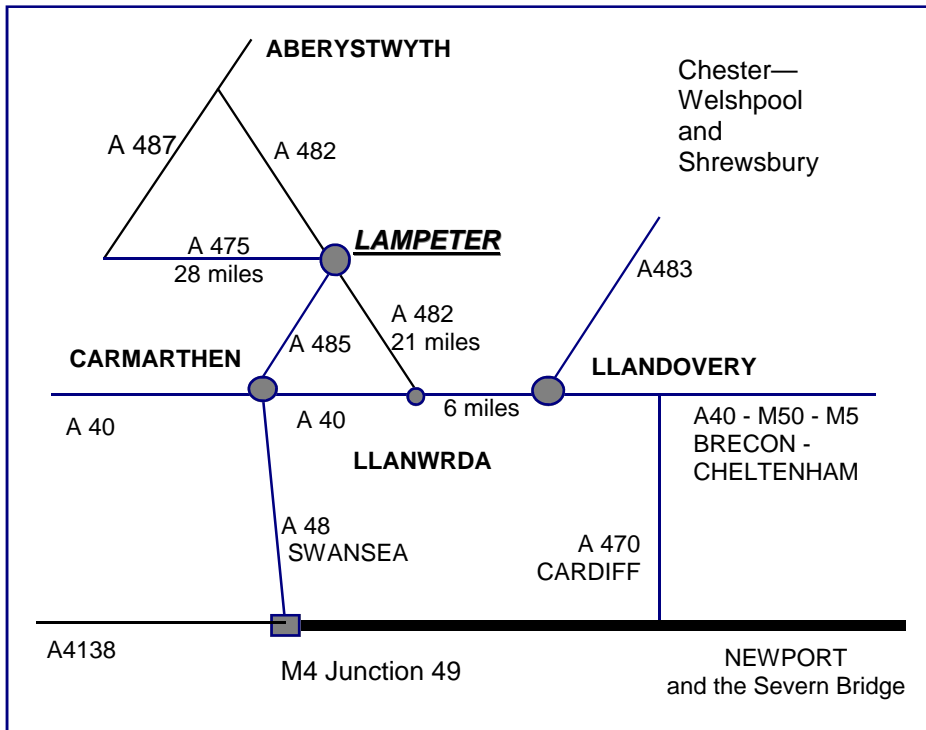 ABERYSTWYTH
Chester—
Welshpool
and
Shrewsbury
A 487
A 482
LAMPETER
A 475
28 miles
A483
A 482
21 miles
A 485
CARMARTHEN
LLANDOVERY
A 40
A 40
6 miles
A40 - M50 - M5
BRECON -
CHELTENHAM
LLANWRDA
A 48
SWANSEA
A 470
CARDIFF
A4138
M4 Junction 49
NEWPORT
and the Severn Bridge